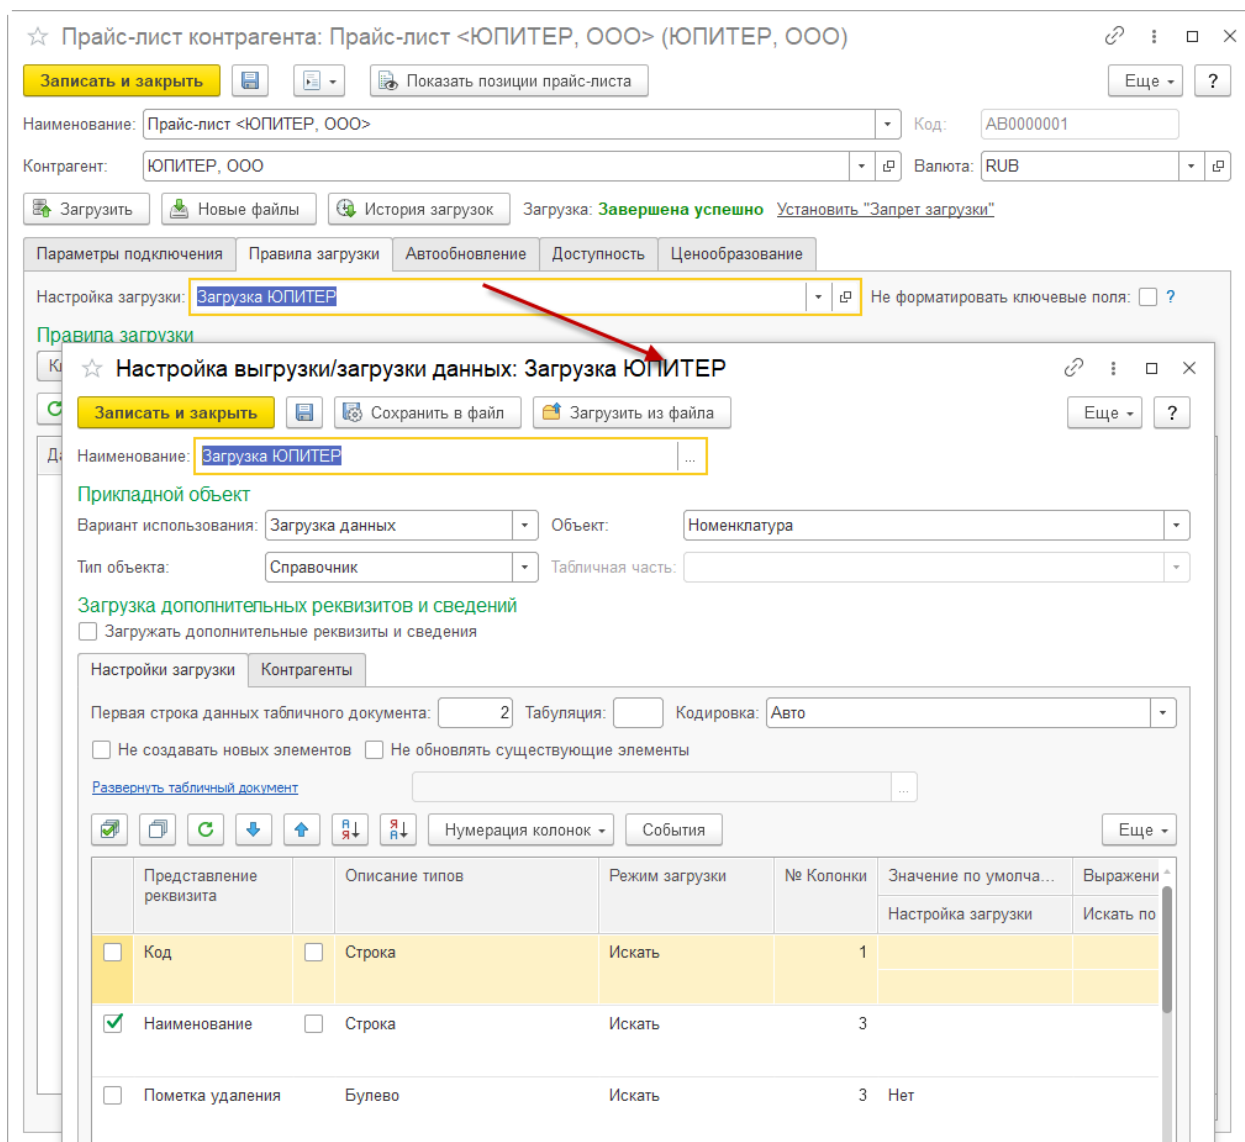 Прайс-лист контрагента: Прайс-лист <ЮПИТЕР, ООО> (ЮПИТЕР, ООО)
Записать и закрыть Показать позиции прайс-листа Еще ?
Наименование: Прайс-лист <ЮПИТЕР, ООО> Код: АВ0000001
Контрагент: ЮПИТЕР, ООО Валюта: RUB
Загрузить Новые файлы История загрузок Загрузка: Завершена успешно Установить "Запрет загрузки"
Параметры подключения Правила загрузки Автообновление Доступность Ценообразование
Настройка загрузки: Загрузка ЮПИТЕР Не форматировать ключевые поля: ?
Правила загрузки
Настройка выгрузки/загрузки данных: Загрузка ЮПИТЕР
Записать и закрыть Сохранить в файл Загрузить из файла Еще ?
Наименование: Загрузка ЮПИТЕР ...
Прикладной объект
Вариант использования: Загрузка данных Объект: Номенклатура
Тип объекта: Справочник Табличная часть:
Загрузка дополнительных реквизитов и сведений
Загружать дополнительные реквизиты и сведения
Настройки загрузки Контрагенты
Первая строка данных табличного документа: 2 Табуляция: Кодировка: Авто
Не создавать новых элементов Не обновлять существующие элементы
Развернуть табличный документ ...
Нумерация колонок События Еще
Представление реквизита Описание типов Режим загрузки № Колонки Значение по умолча... Выражени
Настройка загрузки Искать по
Код Строка Искать 1
Наименование Строка Искать 3
Пометка удаления Булево Искать 3 Нет